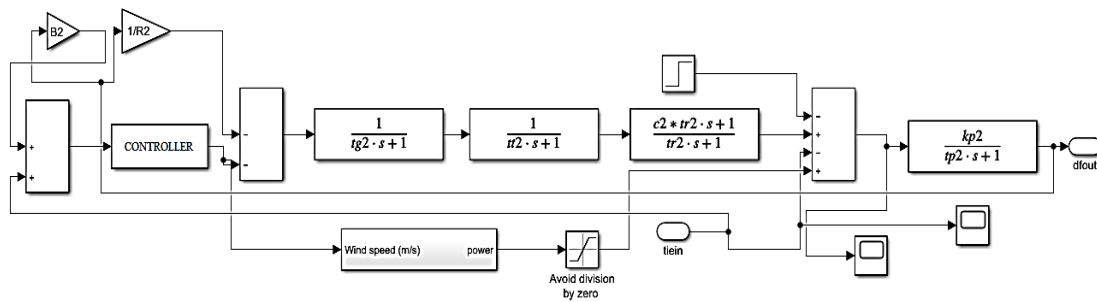 B2
1/R2
-
-
+
+
CONTROLLER
1
tg2 · s + 1
1
tt2 · s + 1
c2 * tr2 · s + 1
tr2 · s + 1
-
+
-
+
kp2
tp2 · s + 1
dfout
Wind speed (m/s)
power
Avoid division
by zero
tiein